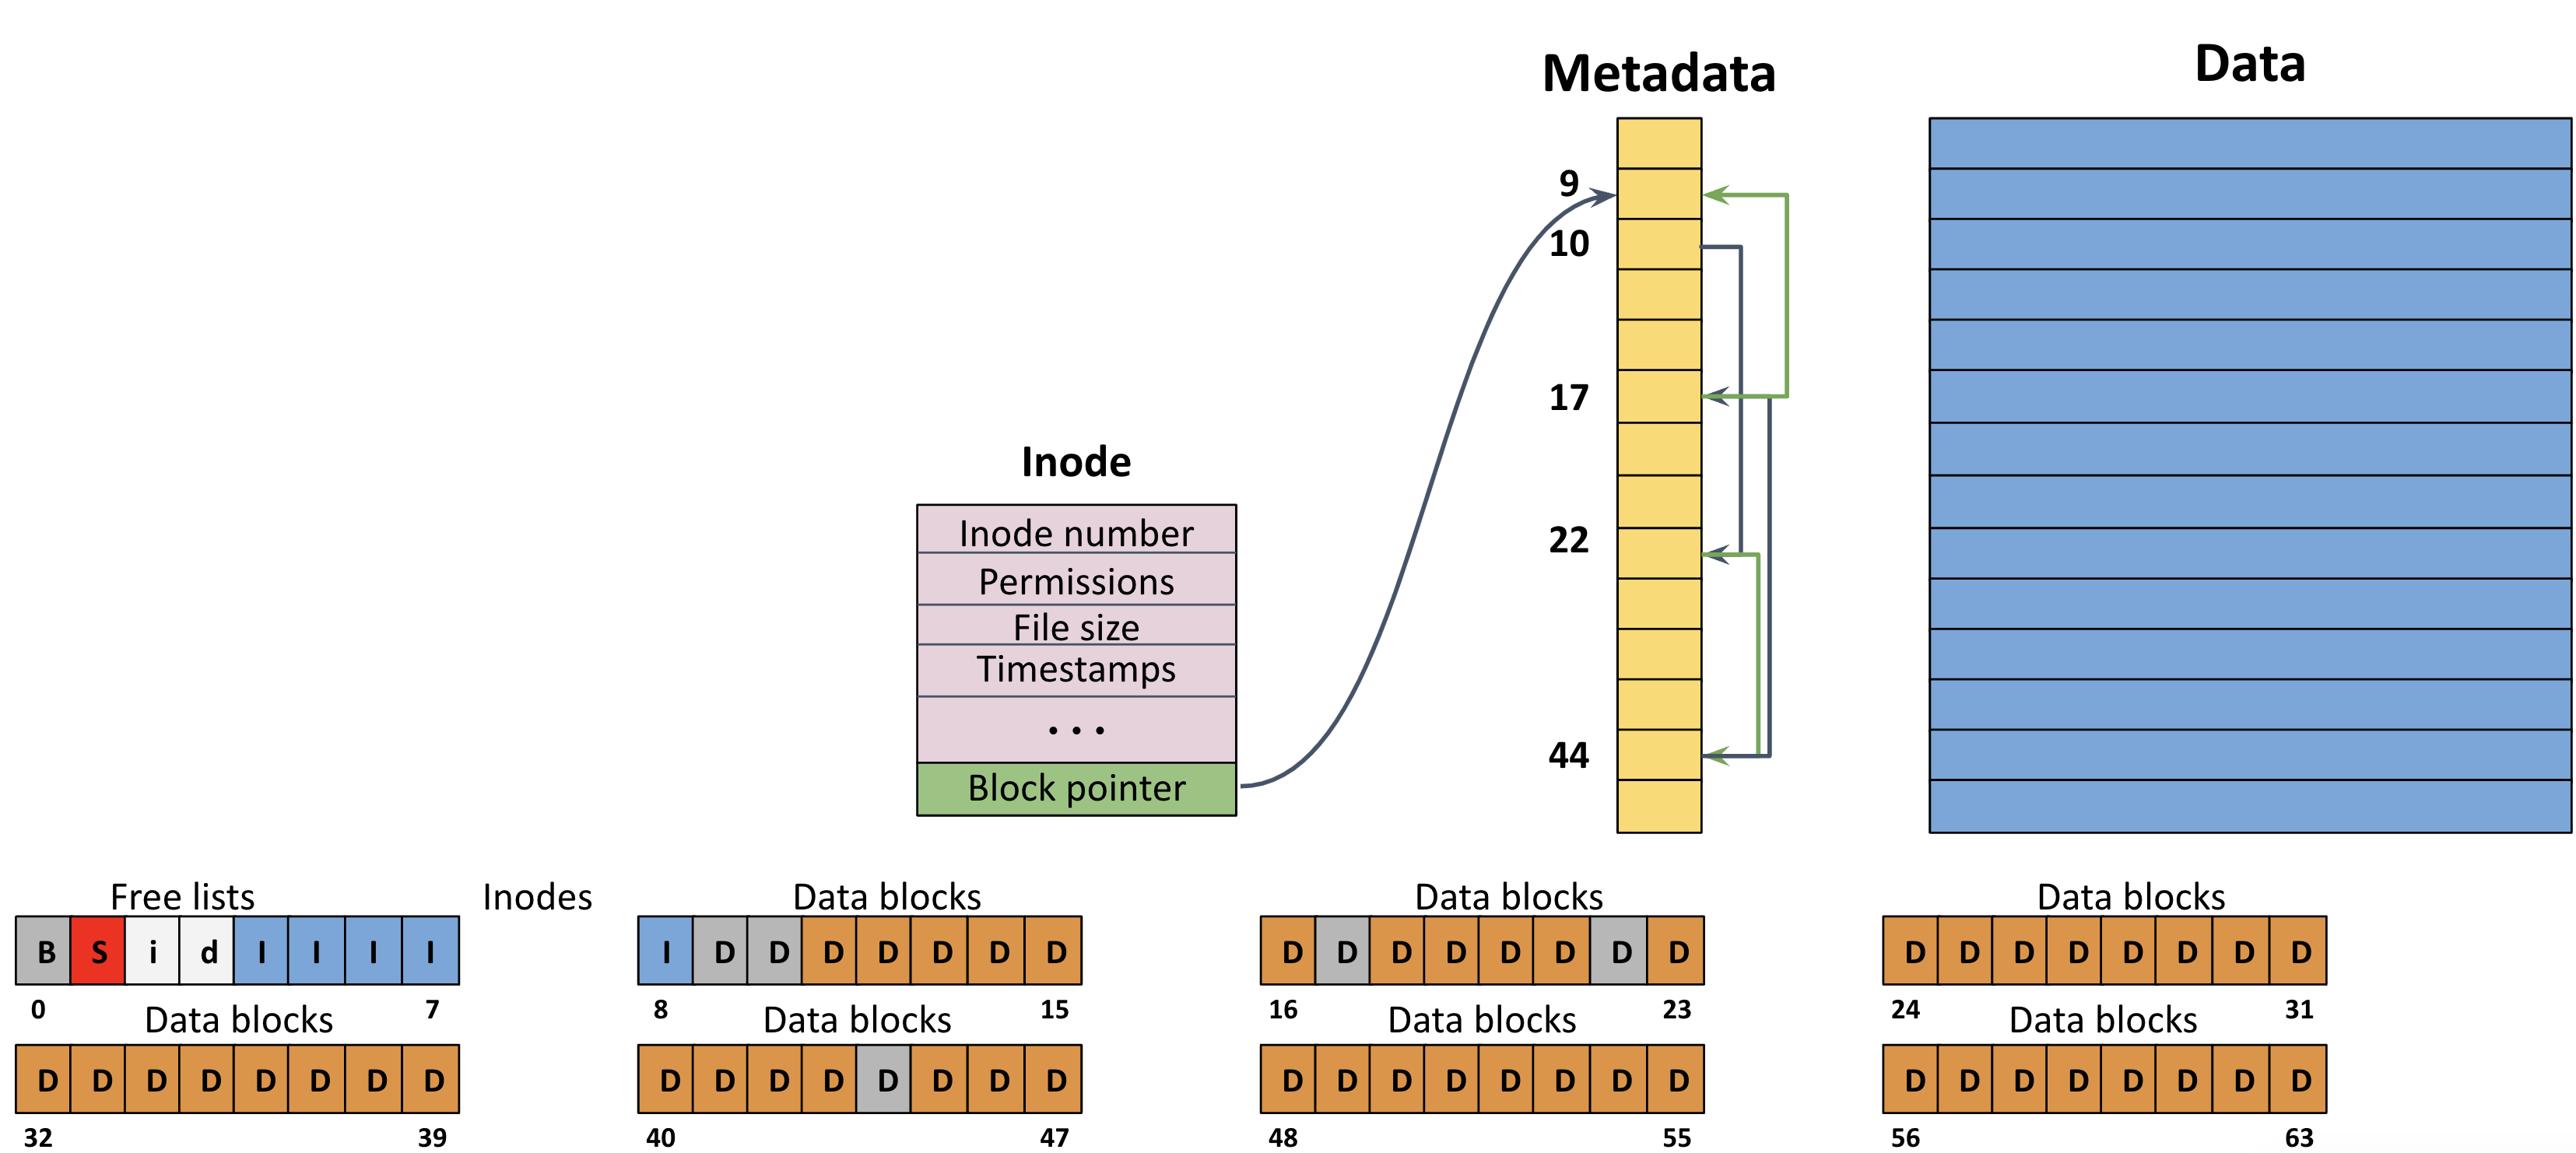 Metadata
Data
9
10
17
22
44
Inode
Inode number
Permissions
File size
Timestamps
...
Block pointer
Free lists Inodes Data blocks Data blocks Data blocks
B S i d I I I I I D D D D D D D D D D D D D D D D D D D D D D D
0 7 8 15 16 23 24 31
Data blocks Data blocks Data blocks Data blocks
D D D D D D D D D D D D D D D D D D D D D D D D D D D D D D D D
32 39 40 47 48 55 56 63